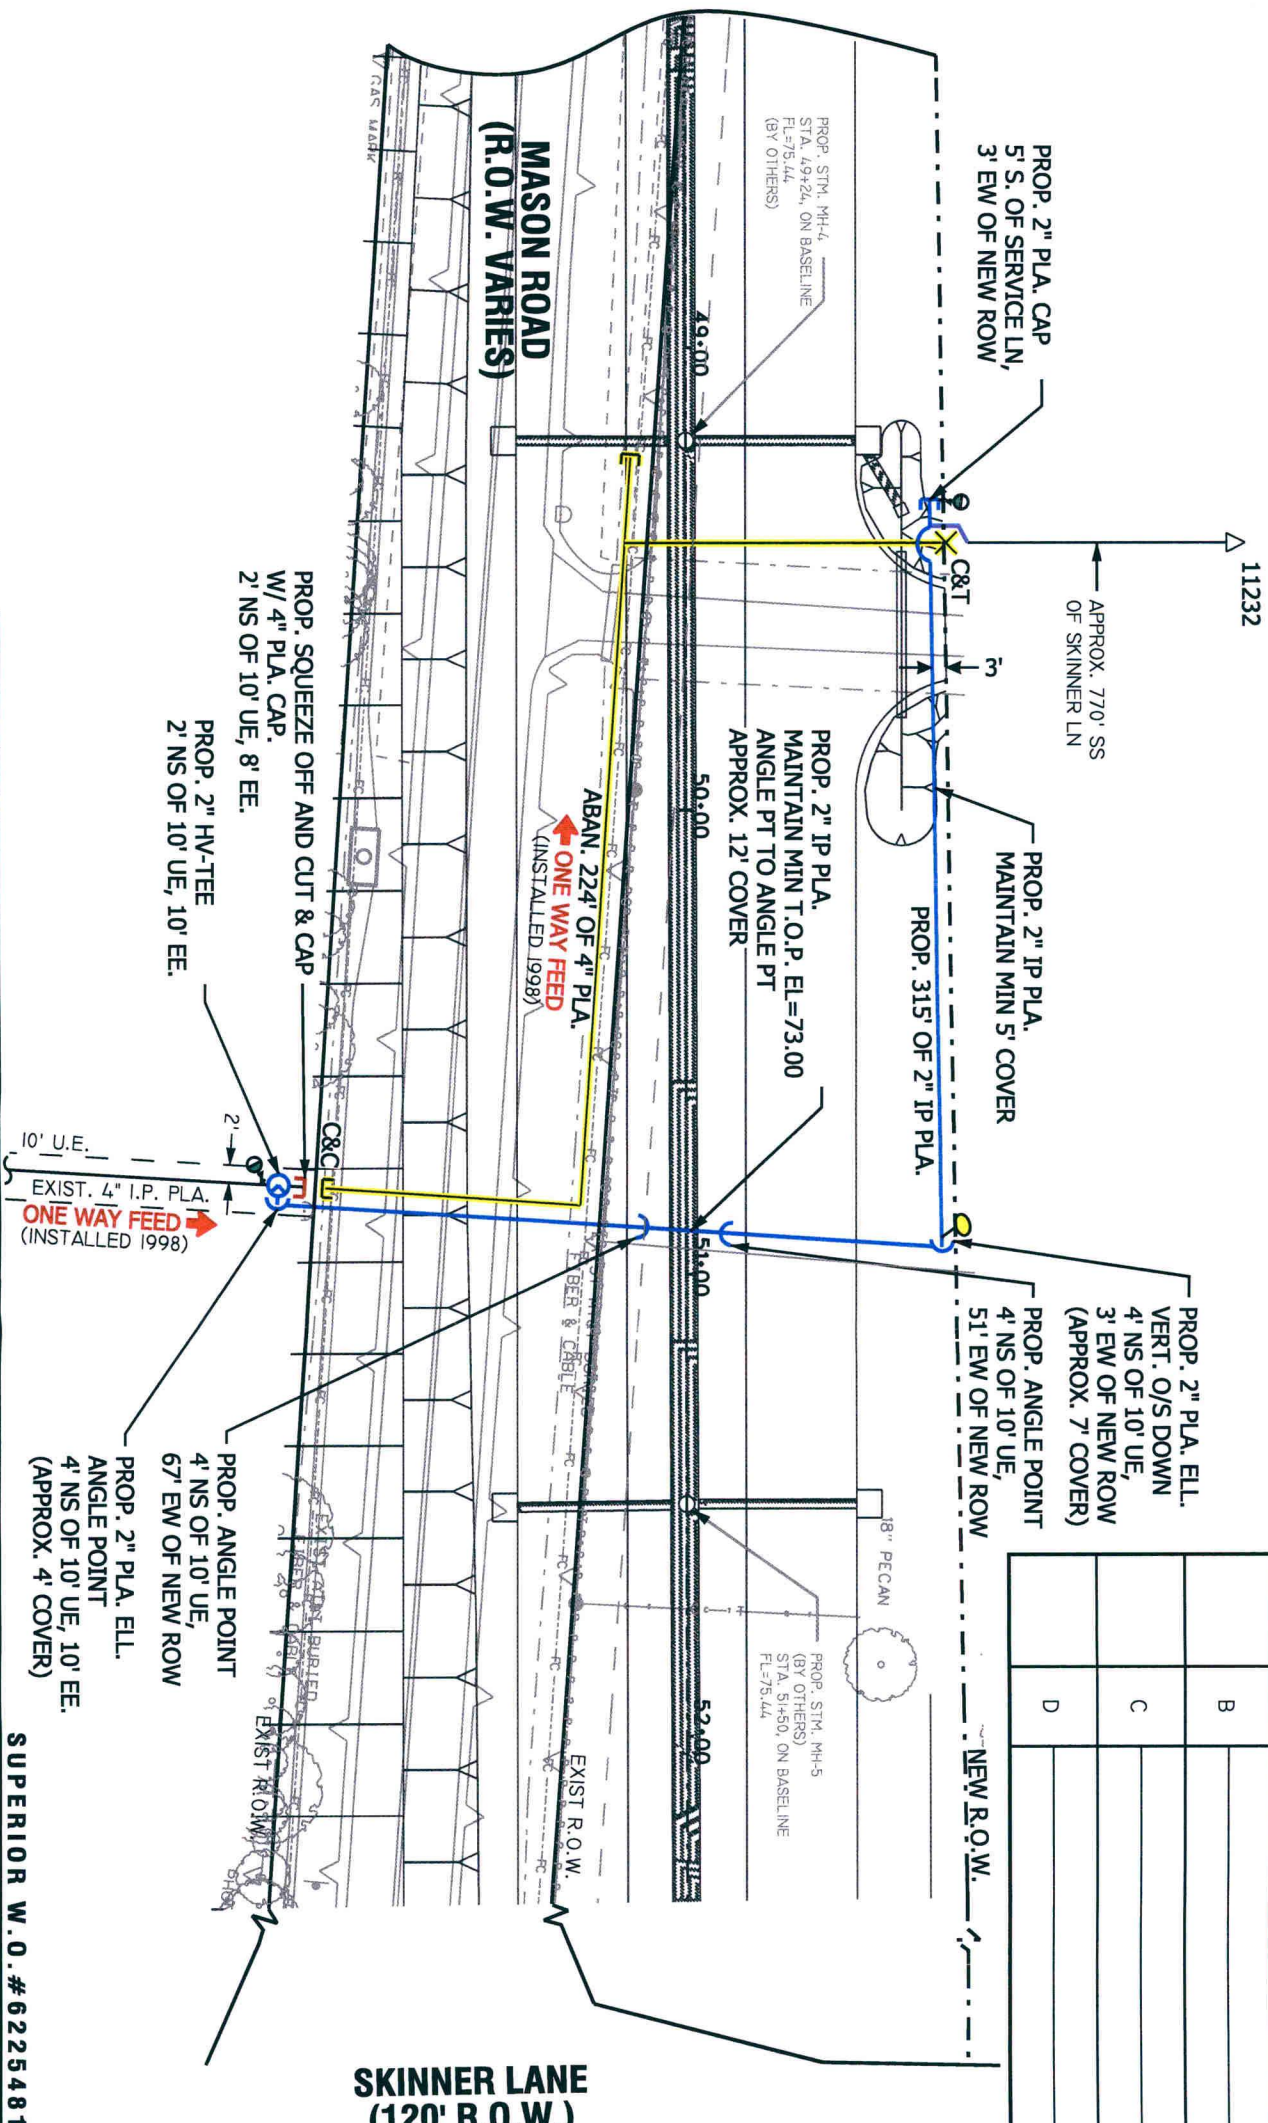 11232
APPROX. 770' SS
OF SKINNER LN
PROP. 2" PLA. CAP
5' S. OF SERVICE LN,
3' EW OF NEW ROW
C&T
3'
PROP. 2" IP PLA.
MAINTAIN MIN 5' COVER
PROP. 315' OF 2" IP PLA.
PROP. 2" PLA. ELL.
VERT. O/S DOWN
4' NS OF 10' UE,
3' EW OF NEW ROW
(APPROX. 7' COVER)
PROP. ANGLE POINT
4' NS OF 10' UE,
51' EW OF NEW ROW
B
C
D
NEW R.O.W.
18" PECAN
PROP. STM. MH-4
STA. 49+24, ON BASELINE
FL=75.44
(BY OTHERS)
PROP. 2" IP PLA.
MAINTAIN MIN T.O.P. EL=73.00
ANGLE PT TO ANGLE PT
APPROX. 12' COVER
PROP. STM. MH-5
(BY OTHERS)
STA. 51+50, ON BASELINE
FL=75.44
49+00
50+00
51+00
52+00
MASON ROAD
(R.O.W. VARIES)
ABAN. 224' OF 4" PLA.
ONE WAY FEED
(INSTALLED 1998)
FIBER & CABLE
EXIST R.O.W.
GAS MARK
C&C
PROP. SQUEEZE OFF AND CUT & CAP
W/ 4" PLA. CAP.
2' NS OF 10' UE, 8' EE.
PROP. 2" HV-TEE
2' NS OF 10' UE, 10' EE.
2'
10' U.E.
EXIST. 4" I.P. PLA.
ONE WAY FEED
(INSTALLED 1998)
PROP. ANGLE POINT
4' NS OF 10' UE,
67' EW OF NEW ROW
PROP. 2" PLA. ELL.
ANGLE POINT
4' NS OF 10' UE, 10' EE.
(APPROX. 4' COVER)
EXIST R.O.W.
SKINNER LANE
(120' R.O.W.)
SUPERIOR W.O.#6225481